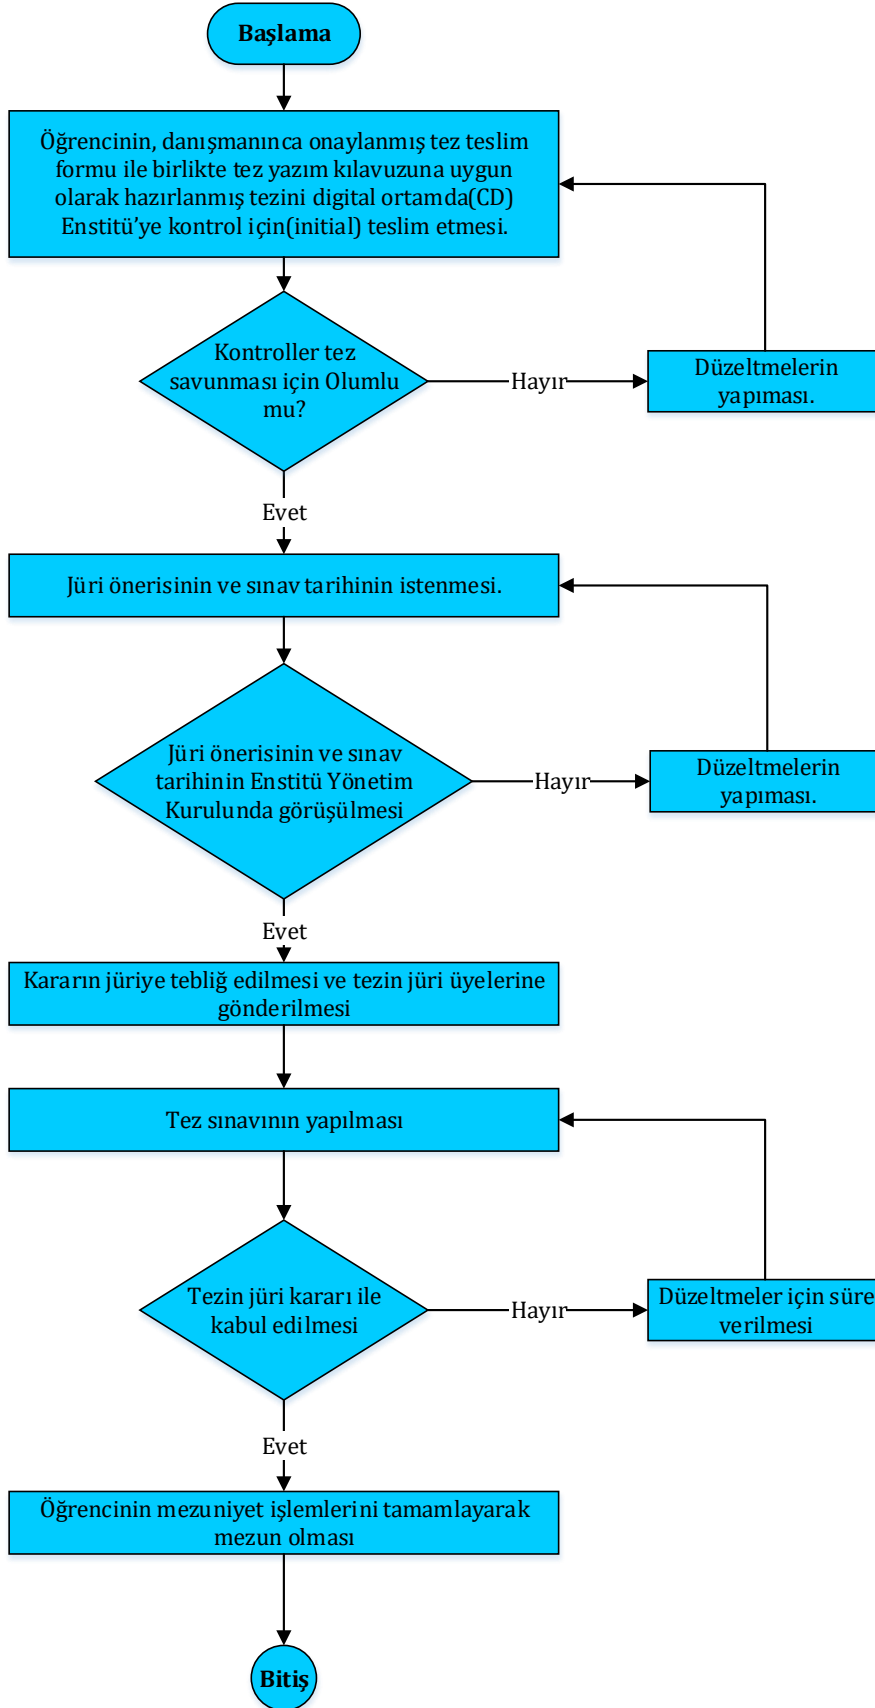 Başlama
Öğrencinin, danışmanınca onaylanmış tez teslim
formu ile birlikte tez yazım kılavuzuna uygun
olarak hazırlanmış tezini digital ortamda(CD)
Enstitü’ye kontrol için(initial) teslim etmesi.
Kontroller tez
savunması için Olumlu
mu?
Hayır
Düzeltmelerin
yapıması.
Evet
Jüri önerisinin ve sınav tarihinin istenmesi.
Jüri önerisinin ve sınav
tarihinin Enstitü Yönetim
Kurulunda görüşülmesi
Hayır
Düzeltmelerin
yapıması.
Evet
Kararın jüriye tebliğ edilmesi ve tezin jüri üyelerine
gönderilmesi
Tez sınavının yapılması
Tezin jüri kararı ile
kabul edilmesi
Hayır
Düzeltmeler için süre
verilmesi
Evet
Öğrencinin mezuniyet işlemlerini tamamlayarak
mezun olması
Bitiş